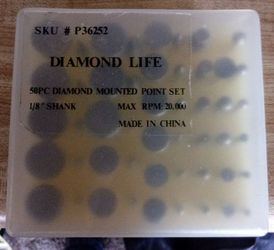 SKU # P36252
DIAMOND LIFE
50PC DIAMOND MOUNTED POINT SET
1/8" SHANK MAX RPM: 20,000
MADE IN CHINA